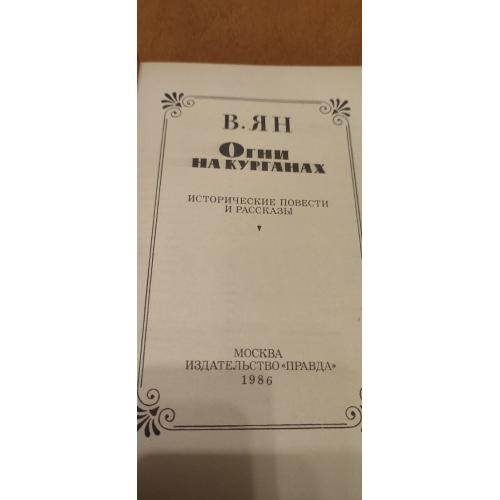 В. ЯН
ОГНИ
НА КУРГАНАХ
ИСТОРИЧЕСКИЕ ПОВЕСТИ
И РАССКАЗЫ
МОСКВА
ИЗДАТЕЛЬСТВО «ПРАВДА»
1986